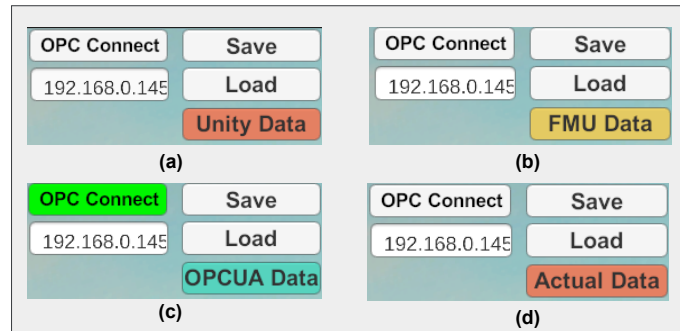 OPC Connect Save
192.168.0.145 Load
Unity Data
(a)
OPC Connect Save
192.168.0.145 Load
FMU Data
(b)
OPC Connect Save
192.168.0.145 Load
OPCUA Data
(c)
OPC Connect Save
192.168.0.145 Load
Actual Data
(d)